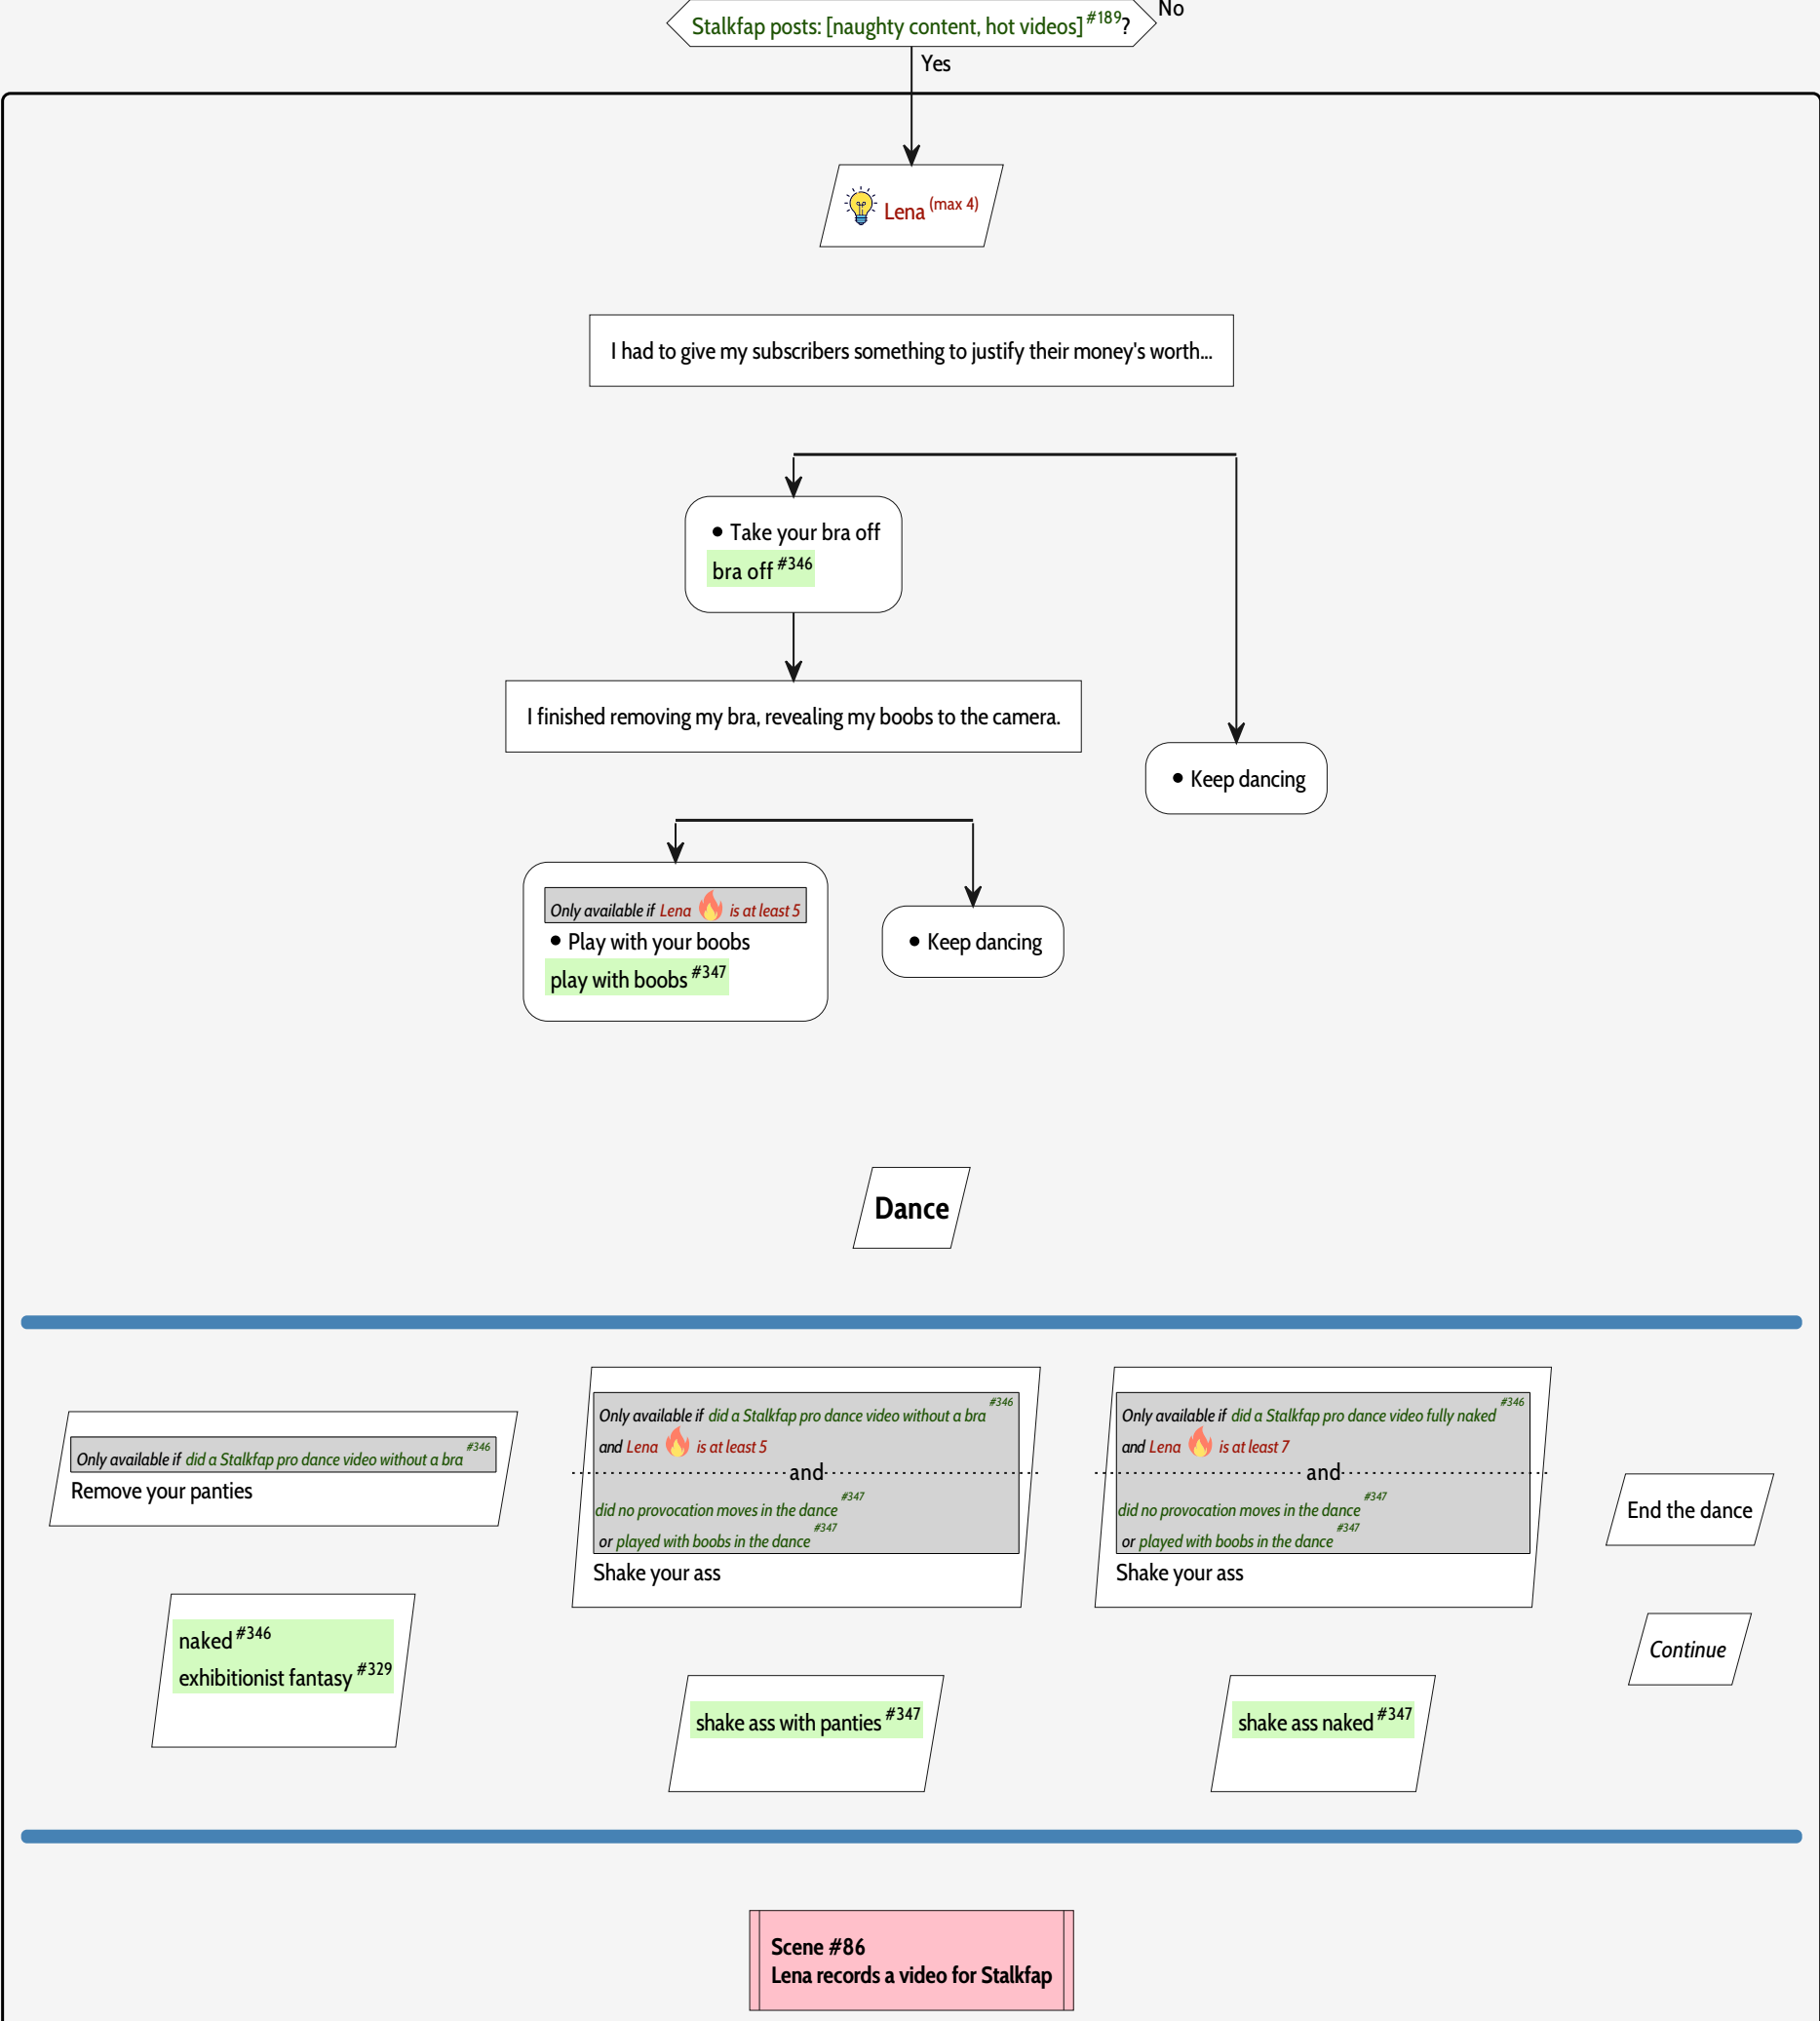 No
Stalkfap posts: [naughty content, hot videos] #189?
Yes
Lena (max 4)
I had to give my subscribers something to justify their money's worth...
• Take your bra off
bra off #346
I finished removing my bra, revealing my boobs to the camera.
• Keep dancing
Only available if Lena is at least 5
• Play with your boobs
play with boobs #347
• Keep dancing
Dance
Only available if did a Stalkfap pro dance video without a bra #346
Remove your panties
naked #346
exhibitionist fantasy #329
Only available if did a Stalkfap pro dance video without a bra #346
and Lena is at least 5
and
did no provocation moves in the dance #347
or played with boobs in the dance #347
Shake your ass
shake ass with panties #347
Only available if did a Stalkfap pro dance video fully naked #346
and Lena is at least 7
and
did no provocation moves in the dance #347
or played with boobs in the dance #347
Shake your ass
shake ass naked #347
End the dance
Continue
Scene #86
Lena records a video for Stalkfap